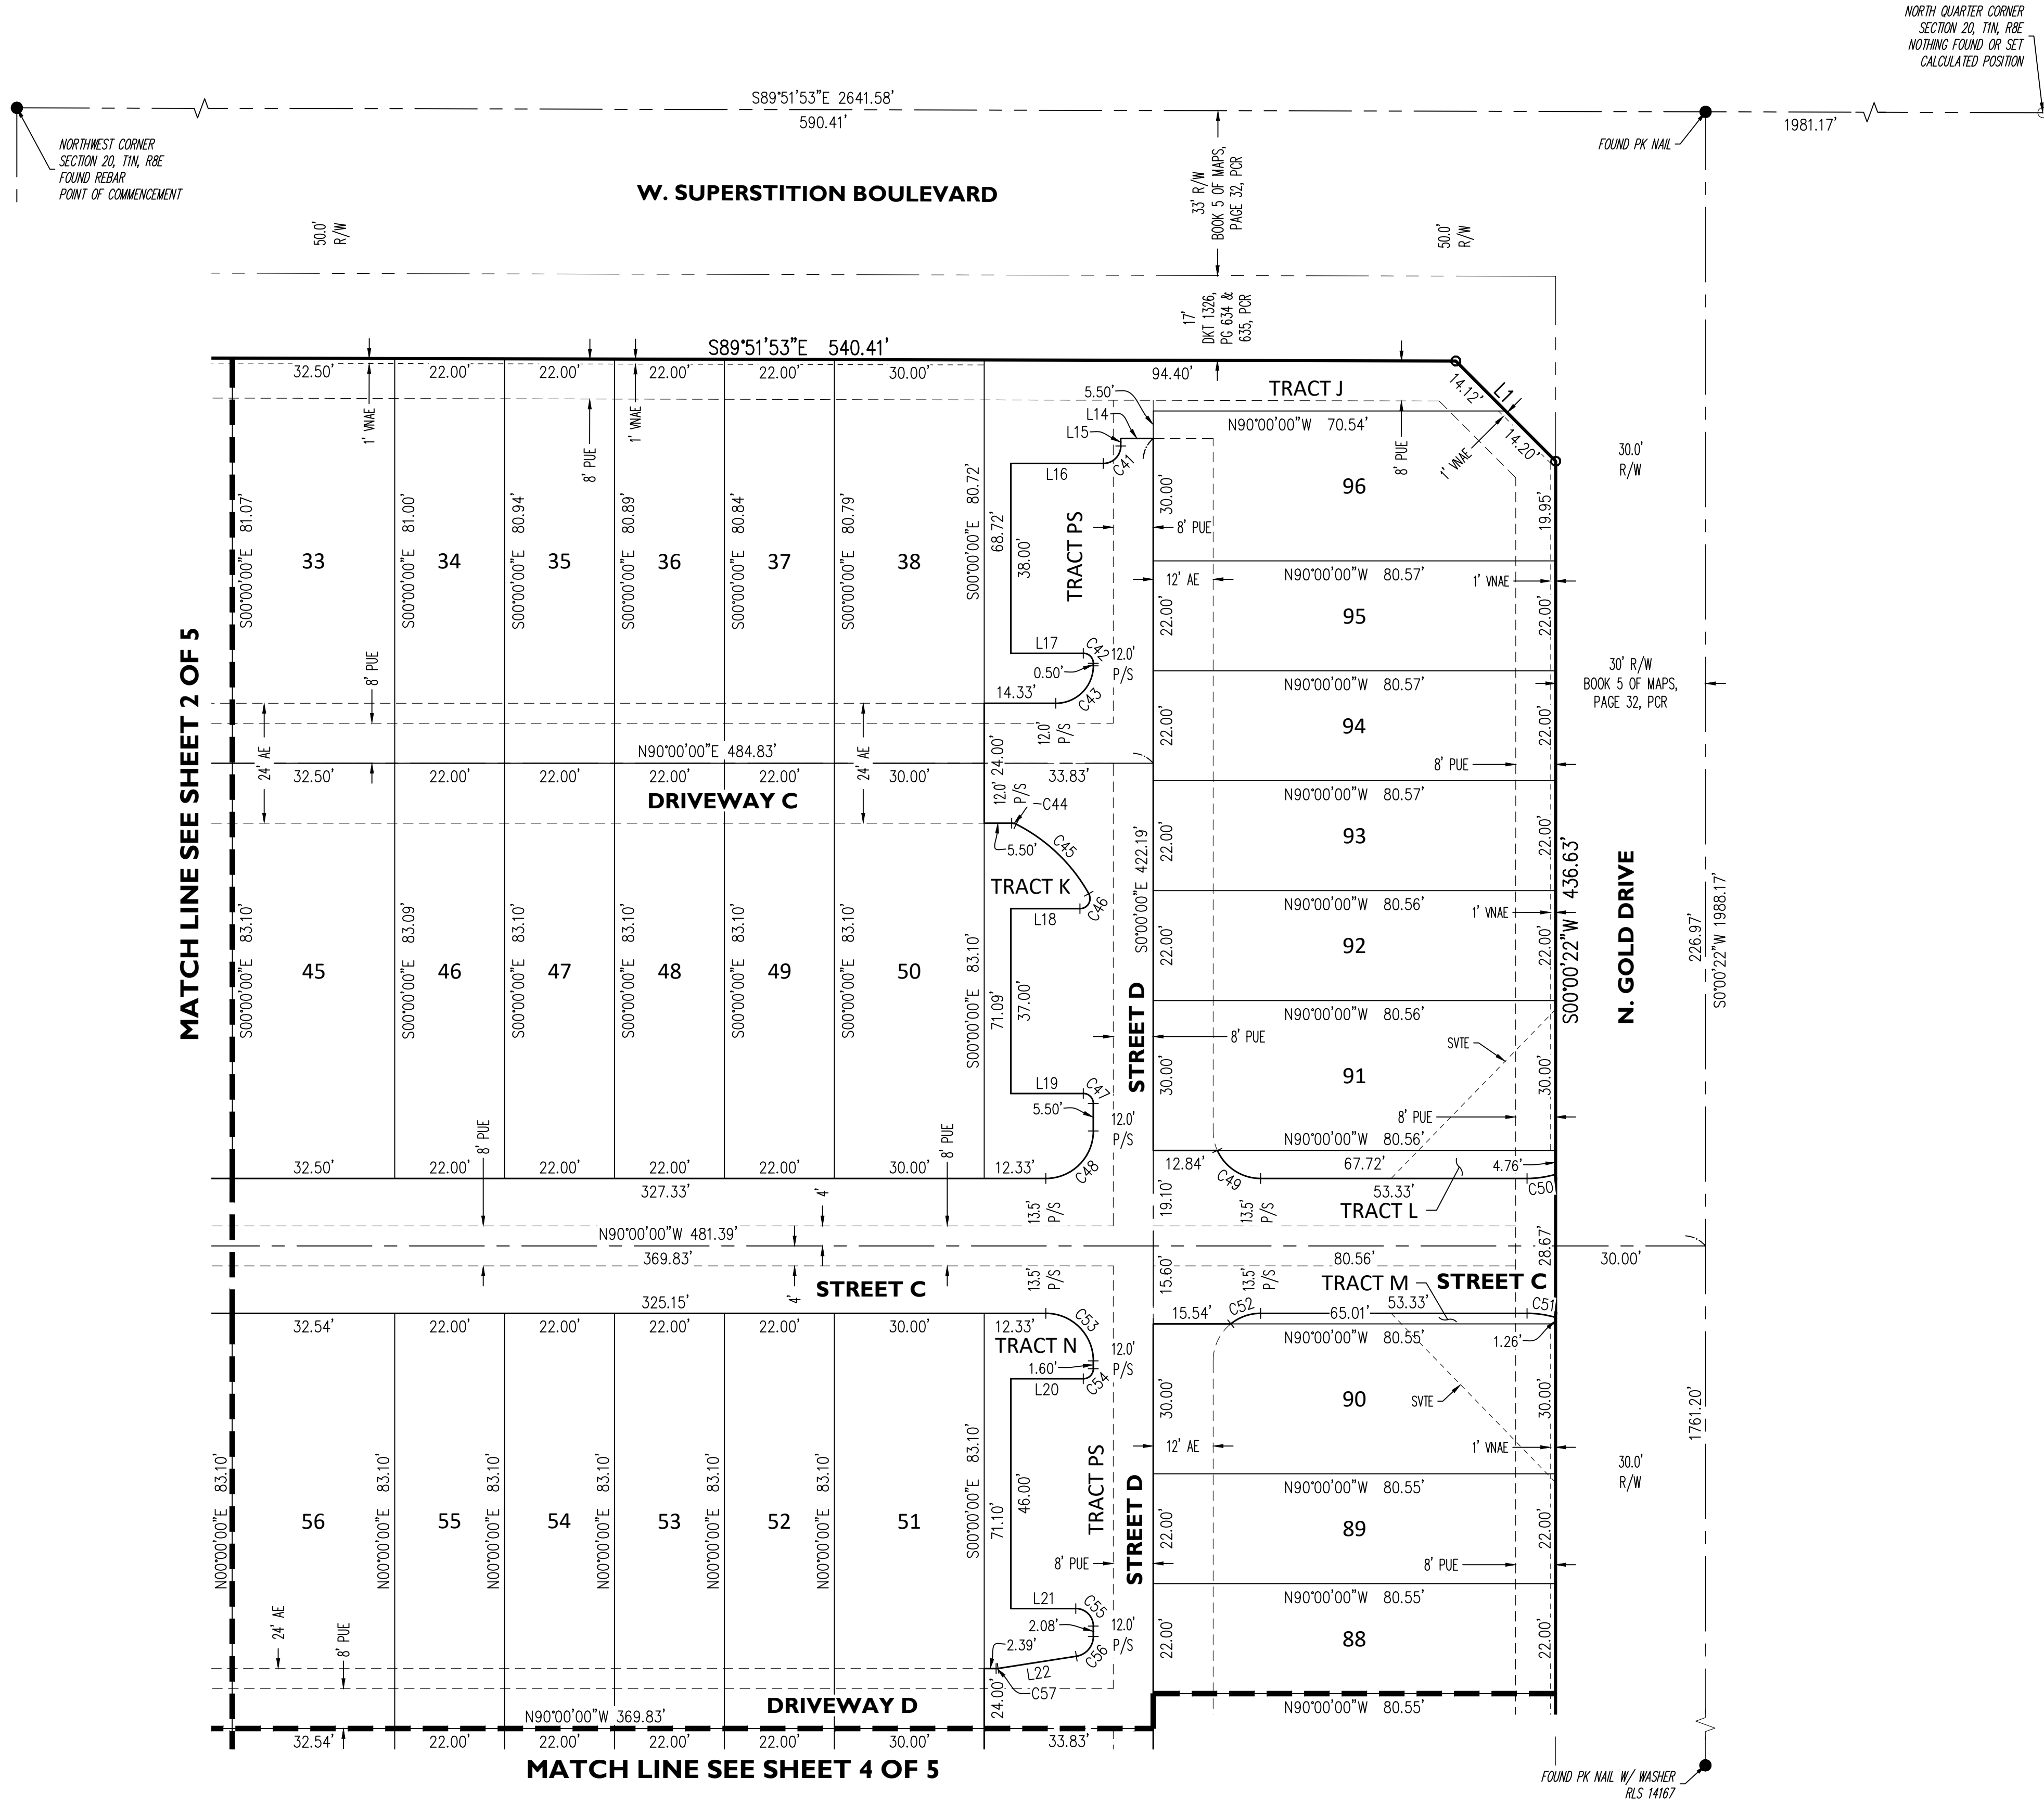 NORTH QUARTER CORNER
SECTION 20, T1N, R8E
NOTHING FOUND OR SET
CALCULATED POSITION
S89°51'53"E 2641.58'
590.41'
1981.17'
FOUND PK NAIL
NORTHWEST CORNER
SECTION 20, T1N, R8E
FOUND REBAR
POINT OF COMMENCEMENT
W. SUPERSTITION BOULEVARD
33' R/W
BOOK 5 OF MAPS,
PAGE 32, PCR
50.0'
R/W
50.0'
R/W
17'
DKT 1326,
PG 634 &
635, PCR
S89°51'53"E 540.41'
32.50'
22.00'
22.00'
22.00'
22.00'
30.00'
94.40'
TRACT J
14.12'
L1
14.20'
5.50'
L14
L15
L16
C41
N90°00'00"W 70.54'
1' VNAE
8' PUE
1' VNAE
8' PUE
1' VNAE
30.0'
R/W
S00°00'00"E 81.07'
S00°00'00"E 81.00'
S00°00'00"E 80.94'
S00°00'00"E 80.89'
S00°00'00"E 80.84'
S00°00'00"E 80.79'
S00°00'00"E 80.72'
33
34
35
36
37
38
68.72'
38.00'
TRACT PS
30.00'
8' PUE
12' AE
96
19.95'
N90°00'00"W 80.57'
1' VNAE
22.00'
95
22.00'
N90°00'00"W 80.57'
L17
C42
0.50'
12.0'
P/S
C43
14.33'
12.0'
P/S
30' R/W
BOOK 5 OF MAPS,
PAGE 32, PCR
22.00'
94
22.00'
8' PUE
MATCH LINE SEE SHEET 2 OF 5
8' PUE
24' AE
24' AE
N90°00'00"E 484.83'
32.50'
22.00'
22.00'
22.00'
22.00'
30.00'
24.00'
33.83'
DRIVEWAY C
12.0'
P/S
C44
5.50'
C45
TRACT K
L18
C46
N90°00'00"W 80.57'
S0°00'00"E 422.19'
22.00'
93
22.00'
N90°00'00"W 80.56'
1' VNAE
22.00'
92
22.00'
N90°00'00"W 80.56'
S00°00'22"W 436.63'
N. GOLD DRIVE
226.97'
S0°00'22"W 1988.17'
S00°00'00"E 83.10'
S00°00'00"E 83.09'
S00°00'00"E 83.10'
S00°00'00"E 83.10'
S00°00'00"E 83.10'
S00°00'00"E 83.10'
S00°00'00"E 83.10'
45
46
47
48
49
50
71.09'
37.00'
STREET D
8' PUE
SVTE
30.00'
91
30.00'
8' PUE
L19
C47
5.50'
12.0'
P/S
C48
N90°00'00"W 80.56'
8' PUE
8' PUE
32.50'
22.00'
22.00'
22.00'
22.00'
30.00'
12.33'
327.33'
12.84'
C49
67.72'
4.76'
53.33'
C50
TRACT L
4'
13.5'
P/S
19.10'
13.5'
P/S
N90°00'00"W 481.39'
369.83'
80.56'
28.67'
30.00'
STREET C
4'
13.5'
P/S
15.60'
13.5'
P/S
TRACT M
STREET C
325.15'
32.54'
22.00'
22.00'
22.00'
22.00'
30.00'
12.33'
C53
TRACT N
12.0'
P/S
1.60'
L20
C54
15.54'
C52
65.01'
53.33'
C51
N90°00'00"W 80.55'
1.26'
30.00'
90
30.00'
SVTE
12' AE
1' VNAE
30.0'
R/W
1761.20'
N00°00'00"E 83.10'
N00°00'00"E 83.10'
N00°00'00"E 83.10'
N00°00'00"E 83.10'
N00°00'00"E 83.10'
N00°00'00"E 83.10'
S00°00'00"E 83.10'
56
55
54
53
52
51
71.10'
46.00'
TRACT PS
STREET D
8' PUE
N90°00'00"W 80.55'
22.00'
89
22.00'
8' PUE
N90°00'00"W 80.55'
22.00'
88
22.00'
L21
C55
2.08'
12.0'
P/S
C56
2.39'
L22
C57
24.00'
24' AE
8' PUE
DRIVEWAY D
N90°00'00"W 369.83'
N90°00'00"W 80.55'
32.54'
22.00'
22.00'
22.00'
22.00'
30.00'
33.83'
MATCH LINE SEE SHEET 4 OF 5
FOUND PK NAIL W/ WASHER
RLS 14167